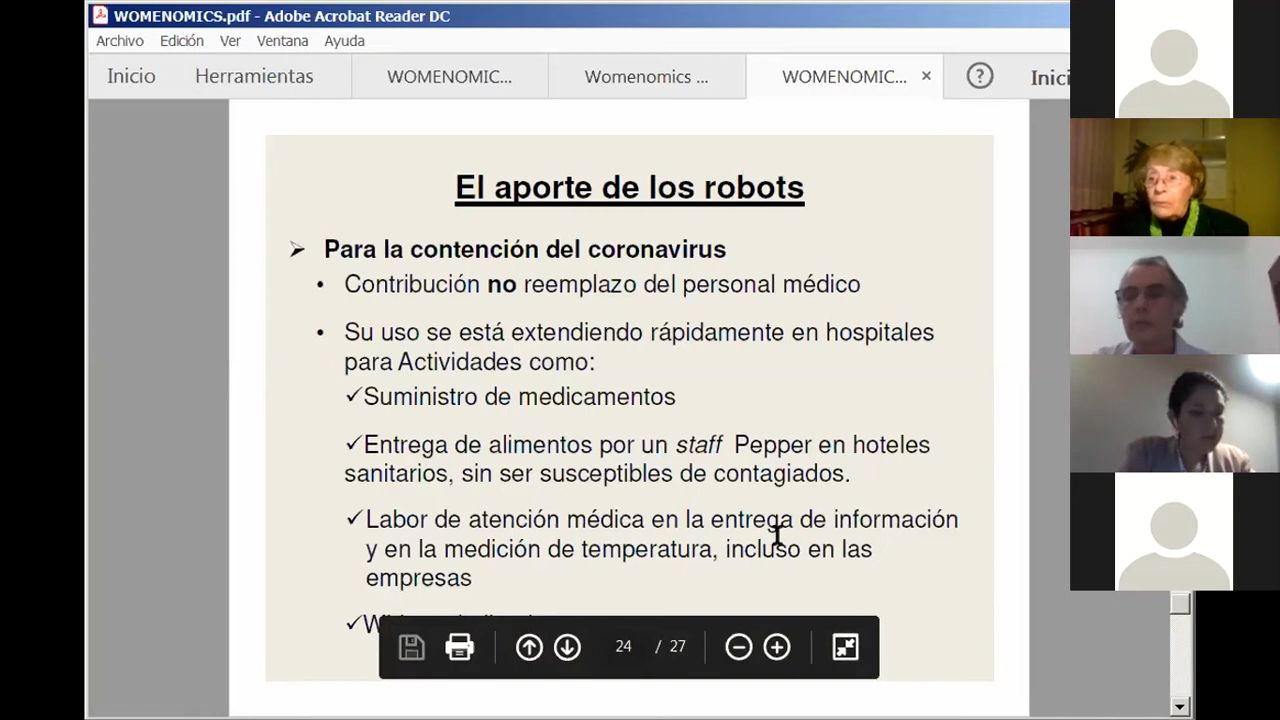 WOMENOMICS.pdf - Adobe Acrobat Reader DC
Archivo Edición Ver Ventana Ayuda
Inicio Herramientas WOMENOMIC... Womenomics ... WOMENOMIC... × ? Inici
El aporte de los robots
➢ Para la contención del coronavirus
• Contribución no reemplazo del personal médico
• Su uso se está extendiendo rápidamente en hospitales
para Actividades como:
✓Suministro de medicamentos
✓Entrega de alimentos por un staff Pepper en hoteles
sanitarios, sin ser susceptibles de contagiados.
✓Labor de atención médica en la entrega de información
y en la medición de temperatura, incluso en las
empresas
24 / 27